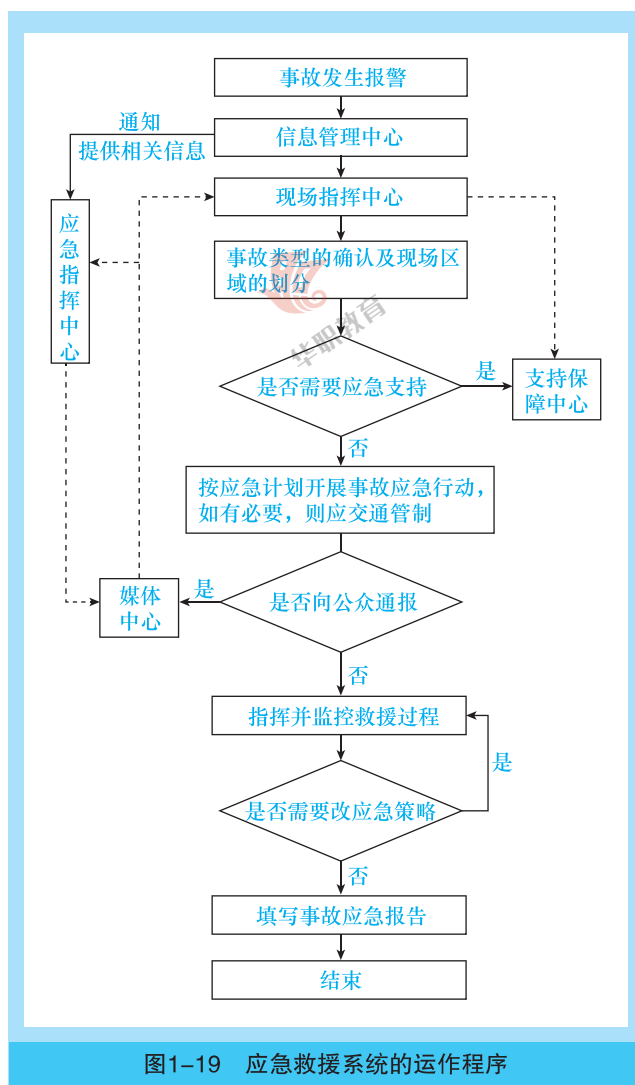 事故发生报警
通知
信息管理中心
提供相关信息
现场指挥中心
应急指挥中心
事故类型的确认及现场区
域的划分
华职教育
是否需要应急支持
是
支持保
障中心
否
按应急计划开展事故应急行动，
如有必要，则应交通管制
媒体
中心
是
是否向公众通报
否
指挥并监控救援过程
是
是否需要改应急策略
否
填写事故应急报告
结束
图1-19 应急救援系统的运作程序